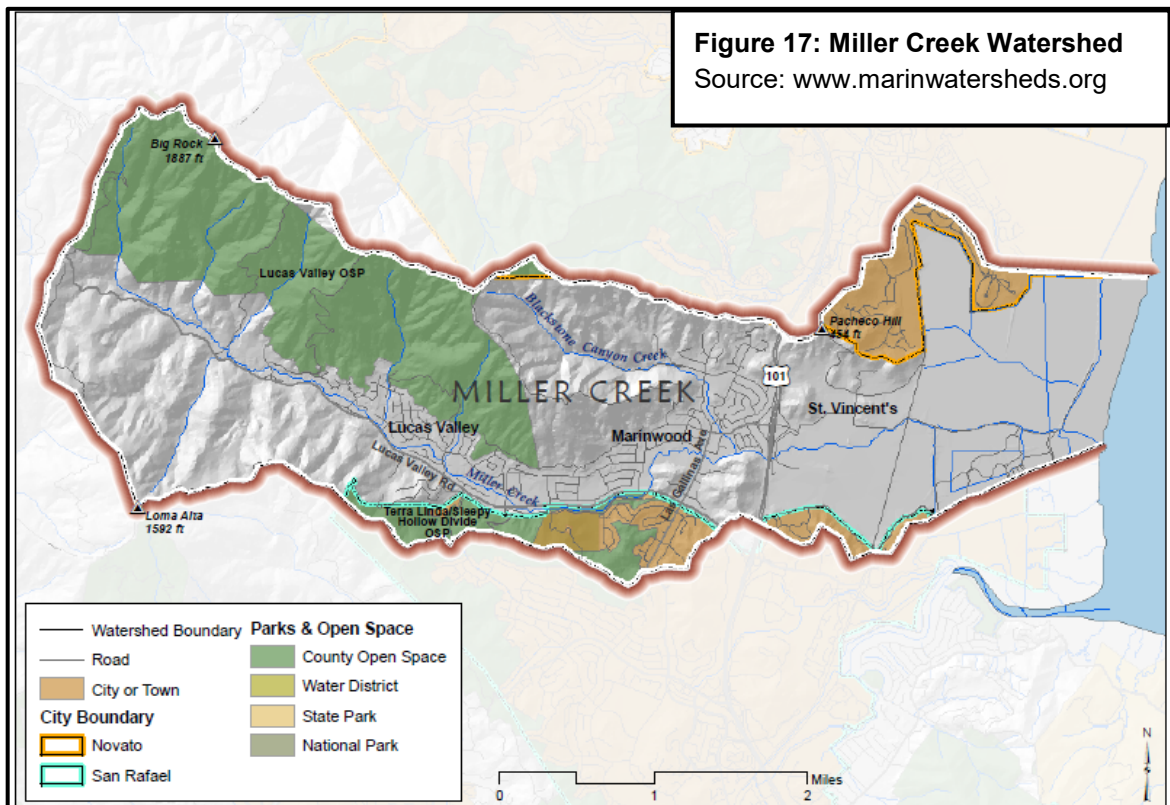 Figure 17: Miller Creek Watershed
Source: www.marinwatersheds.org
Big Rock
1887 ft
Lucas Valley OSP
Blackstone Canyon Creek
Pacheco Hill
454 ft
MILLER CREEK
101
St. Vincent's
Lucas Valley
Marinwood
Lucas Valley Rd
Miller Creek
Las Gallinas Ave
Loma Alta
1592 ft
Terra Linda/Sleepy-
Hollow Divide
OSP
Watershed Boundary
Road
City or Town
City Boundary
Novato
San Rafael
Parks & Open Space
County Open Space
Water District
State Park
National Park
Miles
0
1
2
N